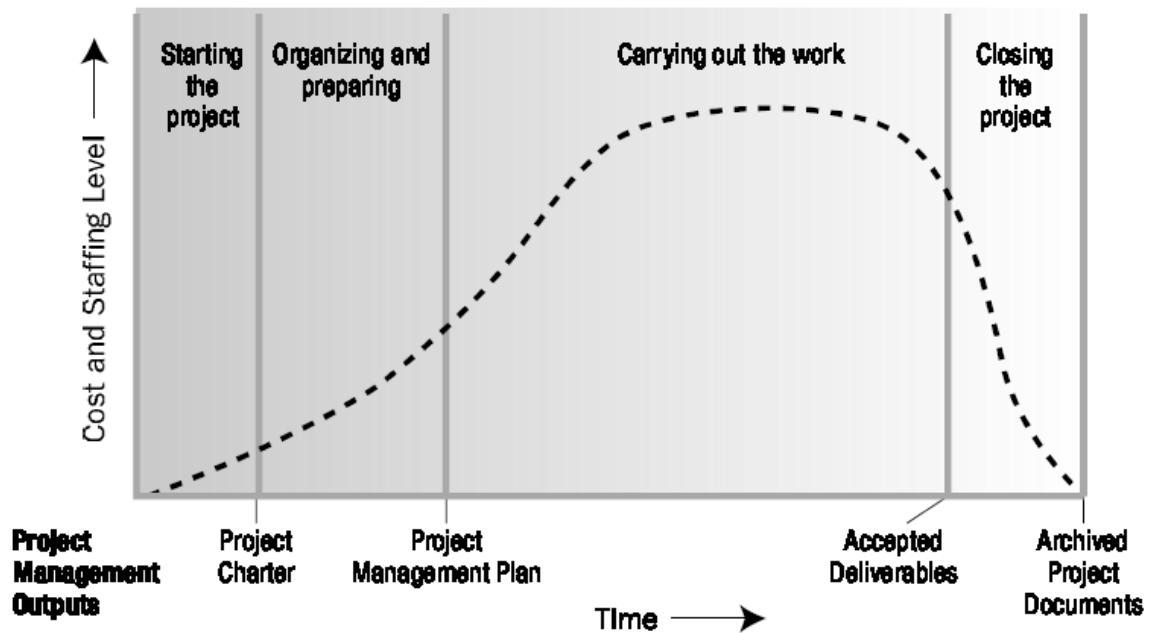 Starting
the
project
Organizing and
preparing
Carrying out the work
Closing
the
project
Cost and Staffing Level
Project
Management
Outputs
Project
Charter
Project
Management Plan
Accepted
Deliverables
Archived
Project
Documents
Time